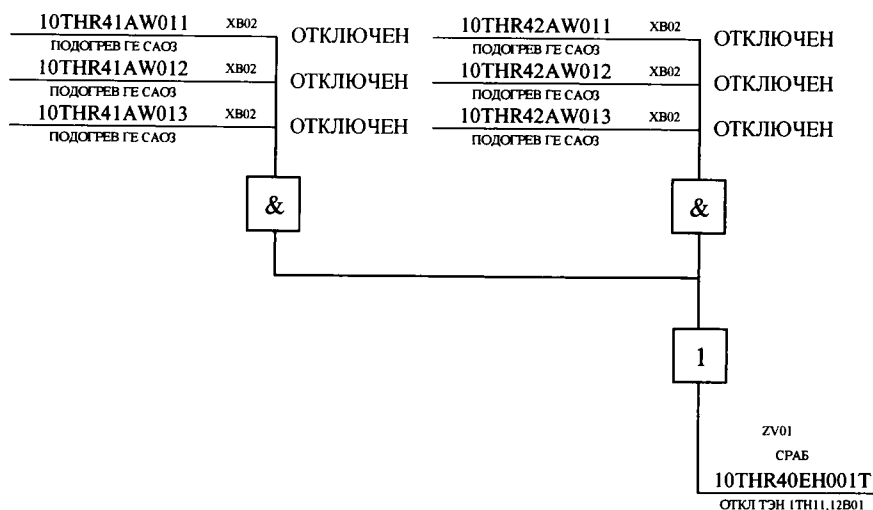 10THR41AW011 XB02 ОТКЛЮЧЕН
ПОДОГРЕВ ГЕ САОЗ
10THR41AW012 XB02 ОТКЛЮЧЕН
ПОДОГРЕВ ГЕ САОЗ
10THR41AW013 XB02 ОТКЛЮЧЕН
ПОДОГРЕВ ГЕ САОЗ
&
10THR42AW011 XB02 ОТКЛЮЧЕН
ПОДОГРЕВ ГЕ САОЗ
10THR42AW012 XB02 ОТКЛЮЧЕН
ПОДОГРЕВ ГЕ САОЗ
10THR42AW013 XB02 ОТКЛЮЧЕН
ПОДОГРЕВ ГЕ САОЗ
&
1
ZV01
СРАБ
10THR40EH001T
ОТКЛ ТЭН 1ТН11,12В01